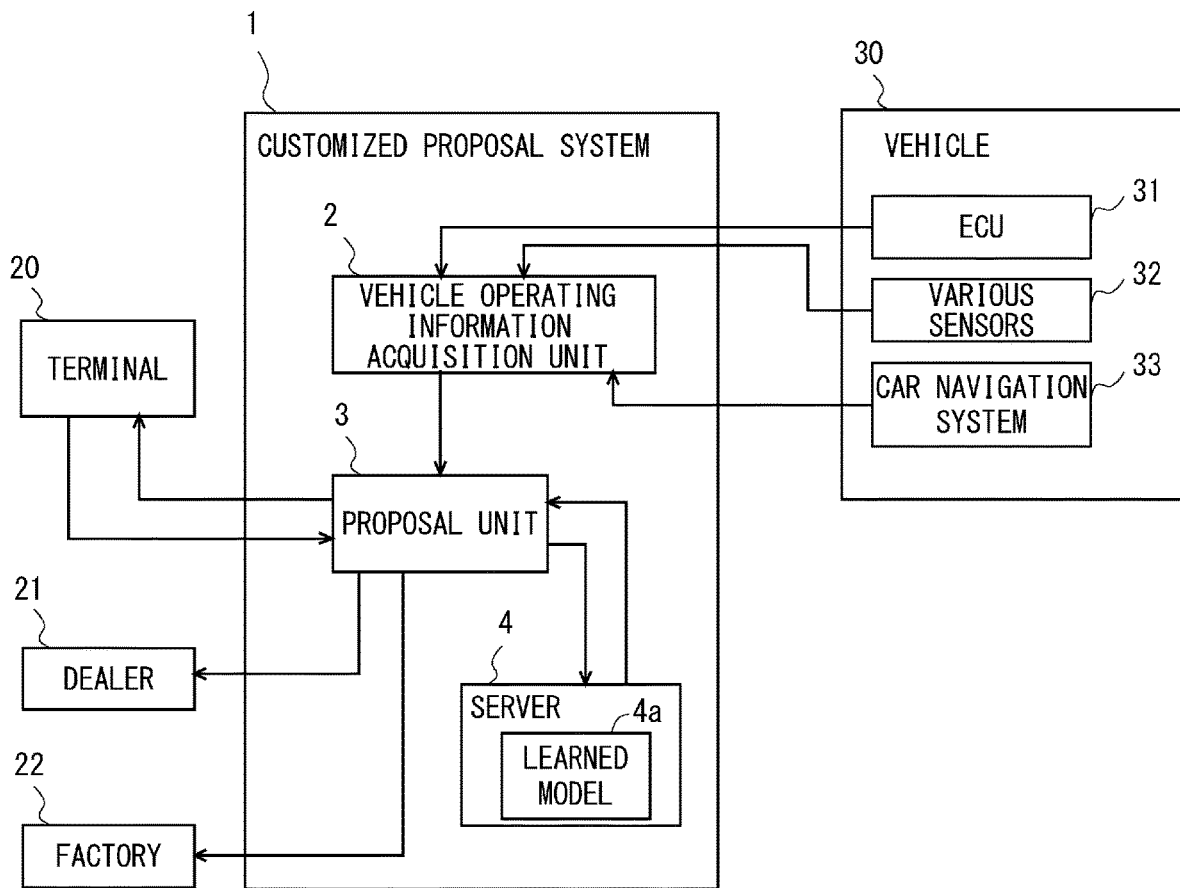 1
30
CUSTOMIZED PROPOSAL SYSTEM
VEHICLE
31
ECU
2
20
VEHICLE OPERATING
INFORMATION
ACQUISITION UNIT
32
VARIOUS
SENSORS
TERMINAL
33
CAR NAVIGATION
SYSTEM
3
PROPOSAL UNIT
21
DEALER
4
SERVER
4a
LEARNED
MODEL
22
FACTORY